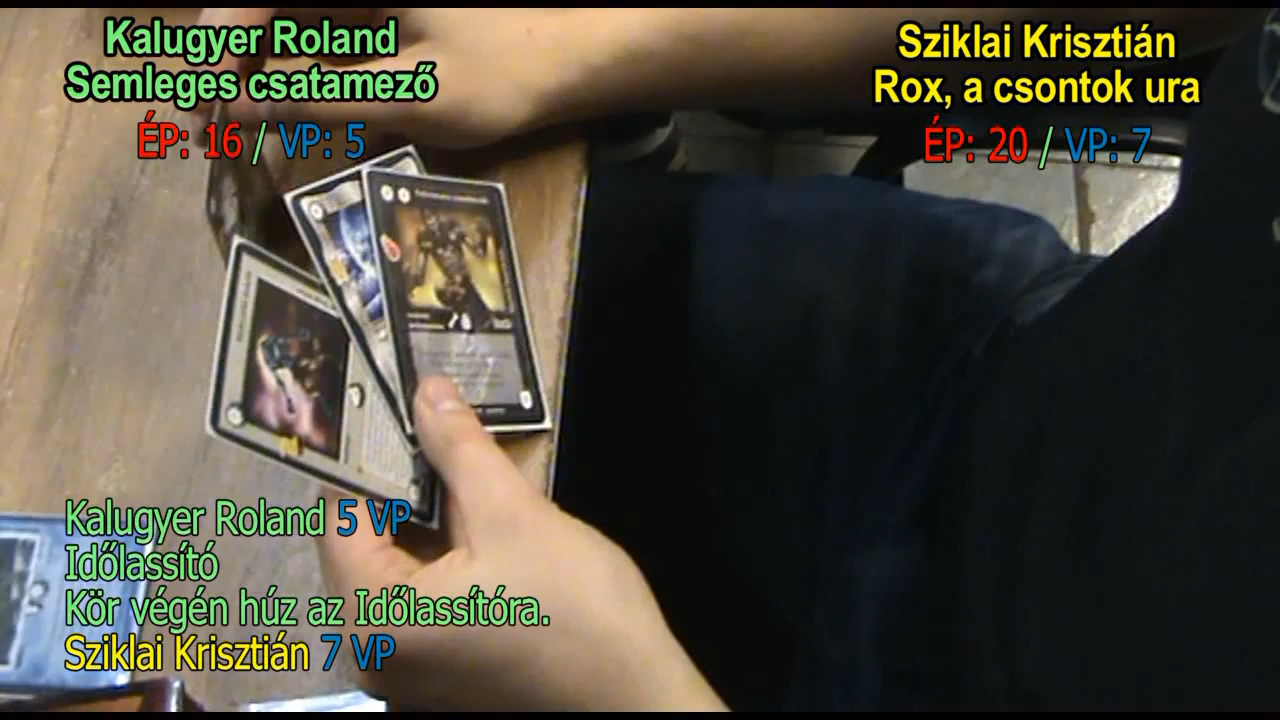 Kalugyer Roland
Semleges csatamező
ÉP: 16 / VP: 5
Sziklai Krisztián
Rox, a csontok ura
ÉP: 20 / VP: 7
Kalugyer Roland 5 VP
Időlassító
Kör végén húz az Időlassítóra.
Sziklai Krisztián 7 VP